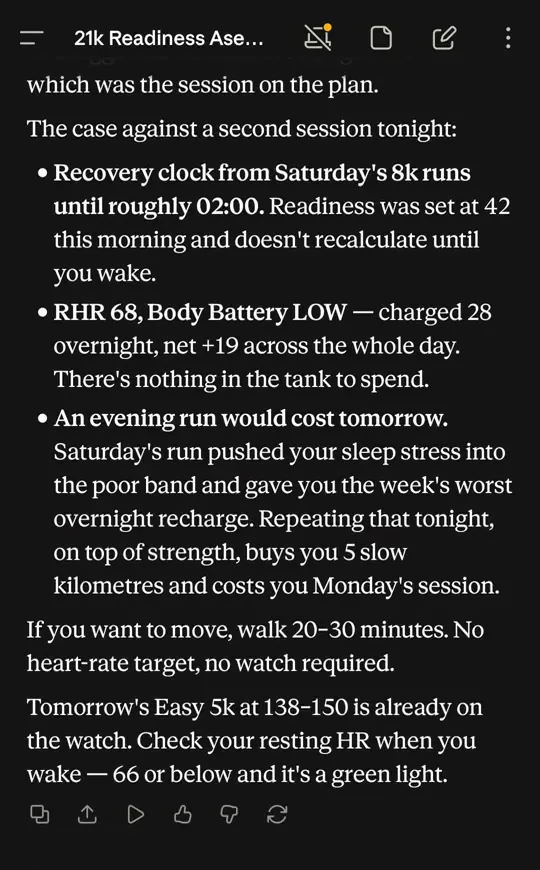 21k Readiness Ase...
which was the session on the plan.
The case against a second session tonight:
• Recovery clock from Saturday's 8k runs
until roughly 02:00. Readiness was set at 42
this morning and doesn't recalculate until
you wake.
• RHR 68, Body Battery LOW — charged 28
overnight, net +19 across the whole day.
There's nothing in the tank to spend.
• An evening run would cost tomorrow.
Saturday's run pushed your sleep stress into
the poor band and gave you the week's worst
overnight recharge. Repeating that tonight,
on top of strength, buys you 5 slow
kilometres and costs you Monday's session.
If you want to move, walk 20–30 minutes. No
heart-rate target, no watch required.
Tomorrow's Easy 5k at 138–150 is already on
the watch. Check your resting HR when you
wake — 66 or below and it's a green light.